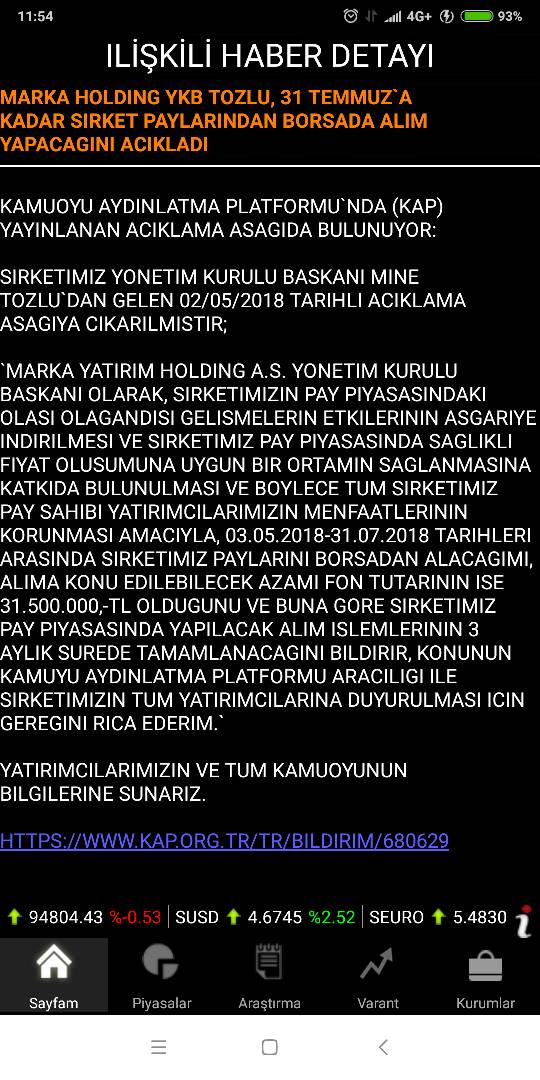 11:54
4G+
93%
ILİŞKİLİ HABER DETAYI
MARKA HOLDING YKB TOZLU, 31 TEMMUZ`A
KADAR SIRKET PAYLARINDAN BORSADA ALIM
YAPACAGINI ACIKLADI
KAMUOYU AYDINLATMA PLATFORMU`NDA (KAP)
YAYINLANAN ACIKLAMA ASAGIDA BULUNUYOR:
SIRKETIMIZ YONETIM KURULU BASKANI MINE
TOZLU`DAN GELEN 02/05/2018 TARIHLI ACIKLAMA
ASAGIYA CIKARILMISTIR;
`MARKA YATIRIM HOLDING A.S. YONETIM KURULU
BASKANI OLARAK, SIRKETIMIZIN PAY PIYASASINDAKI
OLASI OLAGANDISI GELISMELERIN ETKILERININ ASGARIYE
INDIRILMESI VE SIRKETIMIZ PAY PIYASASINDA SAGLIKLI
FIYAT OLUSUMUNA UYGUN BIR ORTAMIN SAGLANMASINA
KATKIDA BULUNULMASI VE BOYLECE TUM SIRKETIMIZ
PAY SAHIBI YATIRIMCILARIMIZIN MENFAATLERININ
KORUNMASI AMACIYLA, 03.05.2018-31.07.2018 TARIHLERI
ARASINDA SIRKETIMIZ PAYLARINI BORSADAN ALACAGIMI,
ALIMA KONU EDILEBILECEK AZAMI FON TUTARININ ISE
31.500.000,-TL OLDUGUNU VE BUNA GORE SIRKETIMIZ
PAY PIYASASINDA YAPILACAK ALIM ISLEMLERININ 3
AYLIK SUREDE TAMAMLANACAGINI BILDIRIR, KONUNUN
KAMUYU AYDINLATMA PLATFORMU ARACILIGI ILE
SIRKETIMIZIN TUM YATIRIMCILARINA DUYURULMASI ICIN
GEREGINI RICA EDERIM.`
YATIRIMCILARIMIZIN VE TUM KAMUOYUNUN
BILGILERINE SUNARIZ.
HTTPS://WWW.KAP.ORG.TR/TR/BILDIRIM/680629
94804.43 %-0.53 SUSD 4.6745 %2.52 SEURO 5.4830
Sayfam Piyasalar Araştırma Varant Kurumlar